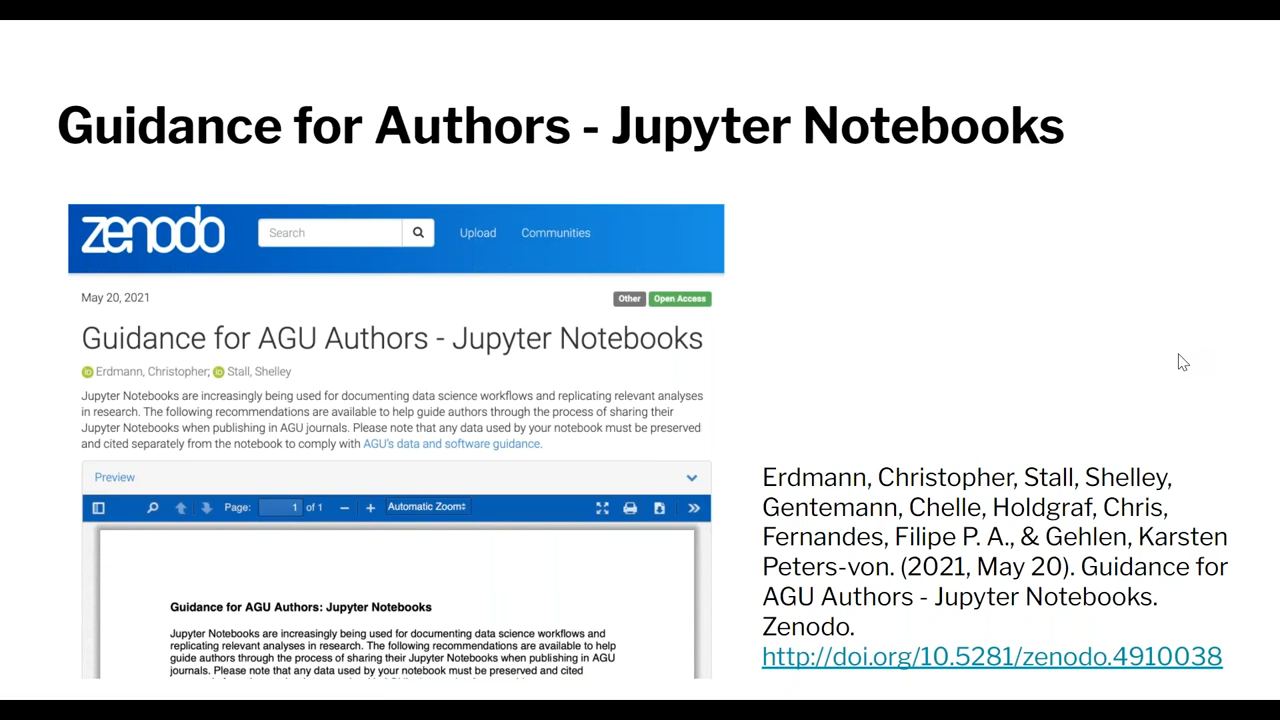 Guidance for Authors - Jupyter Notebooks
zenodo
Search
Upload
Communities
May 20, 2021
Other
Open Access
Guidance for AGU Authors - Jupyter Notebooks
Erdmann, Christopher; Stall, Shelley
Jupyter Notebooks are increasingly being used for documenting data science workflows and replicating relevant analyses
in research. The following recommendations are available to help guide authors through the process of sharing their
Jupyter Notebooks when publishing in AGU journals. Please note that any data used by your notebook must be preserved
and cited separately from the notebook to comply with AGU's data and software guidance.
Preview
Page: 1 of 1
Automatic Zoom
Guidance for AGU Authors: Jupyter Notebooks
Jupyter Notebooks are increasingly being used for documenting data science workflows and
replicating relevant analyses in research. The following recommendations are available to help
guide authors through the process of sharing their Jupyter Notebooks when publishing in AGU
journals. Please note that any data used by your notebook must be preserved and cited
Erdmann, Christopher, Stall, Shelley,
Gentemann, Chelle, Holdgraf, Chris,
Fernandes, Filipe P. A., & Gehlen, Karsten
Peters-von. (2021, May 20). Guidance for
AGU Authors - Jupyter Notebooks.
Zenodo.
http://doi.org/10.5281/zenodo.4910038